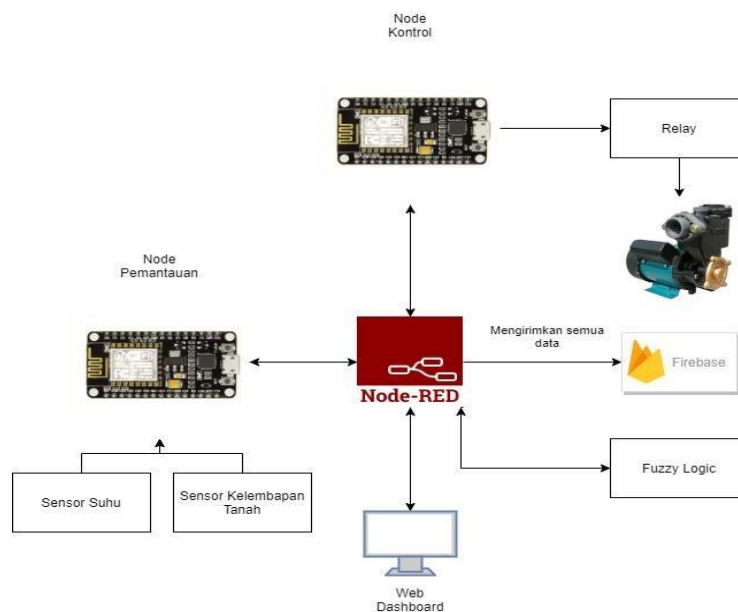 Node
Kontrol
Relay
Node
Pemantauan
Mengirimkan semua
data
Firebase
Node-RED
Fuzzy Logic
Sensor Suhu
Sensor Kelembapan
Tanah
Web
Dashboard